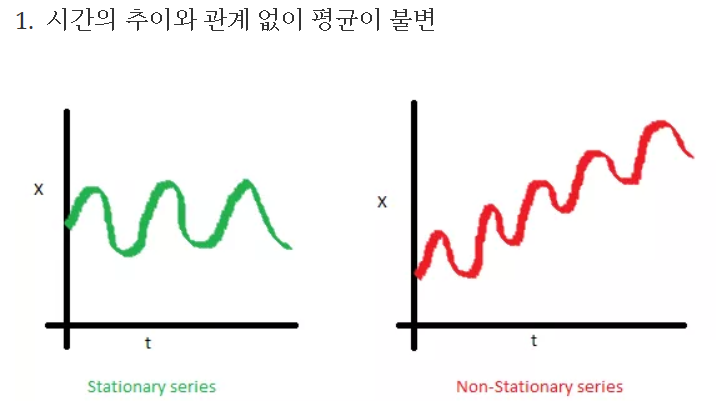 1. 시간의 추이와 관계 없이 평균이 불변
x
t
Stationary series
x
t
Non-Stationary series